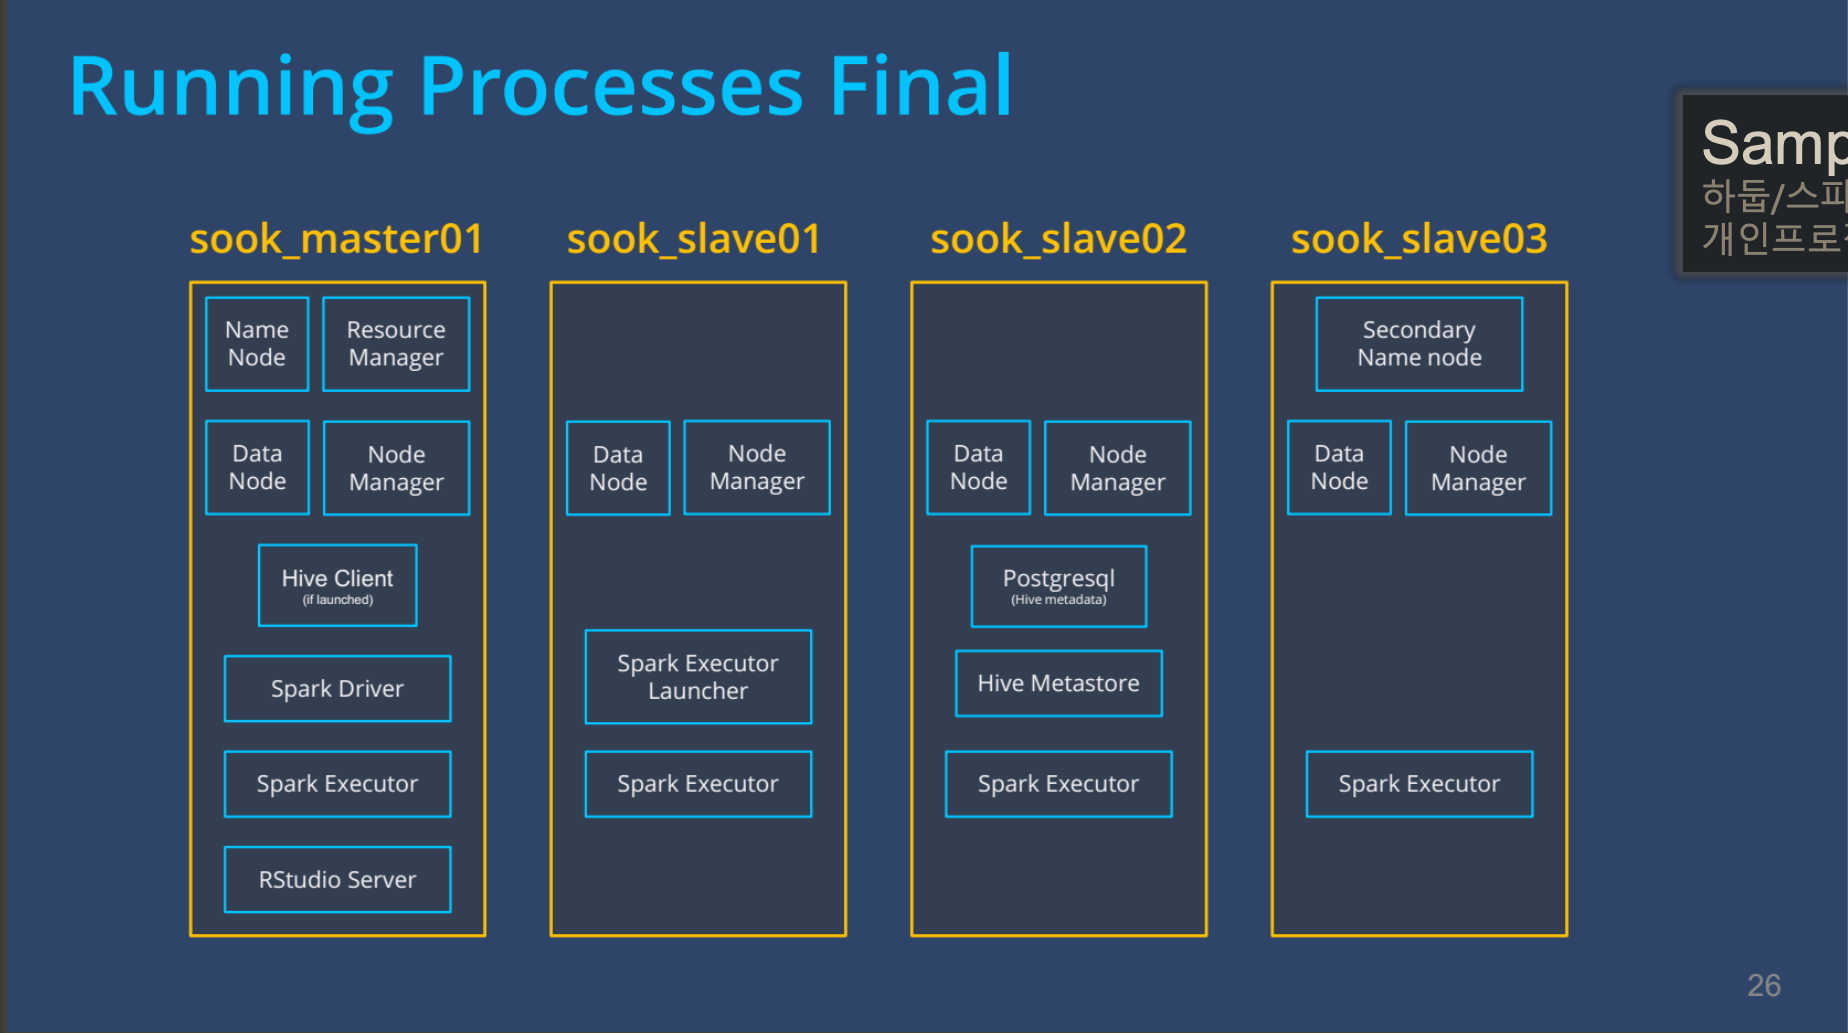 Running Processes Final
Samp
하둡/스파
개인프로
sook_master01
Name
Node
Resource
Manager
Data
Node
Node
Manager
Hive Client
(if launched)
Spark Driver
Spark Executor
RStudio Server
sook_slave01
Data
Node
Node
Manager
Spark Executor
Launcher
Spark Executor
sook_slave02
Data
Node
Node
Manager
Postgresql
(Hive metadata)
Hive Metastore
Spark Executor
sook_slave03
Secondary
Name node
Data
Node
Node
Manager
Spark Executor
26